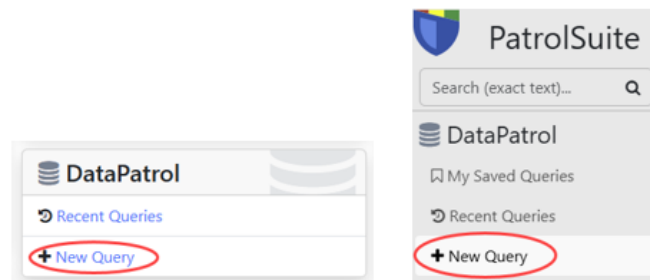 DataPatrol
Recent Queries
New Query
PatrolSuite
Search (exact text)...
DataPatrol
My Saved Queries
Recent Queries
New Query